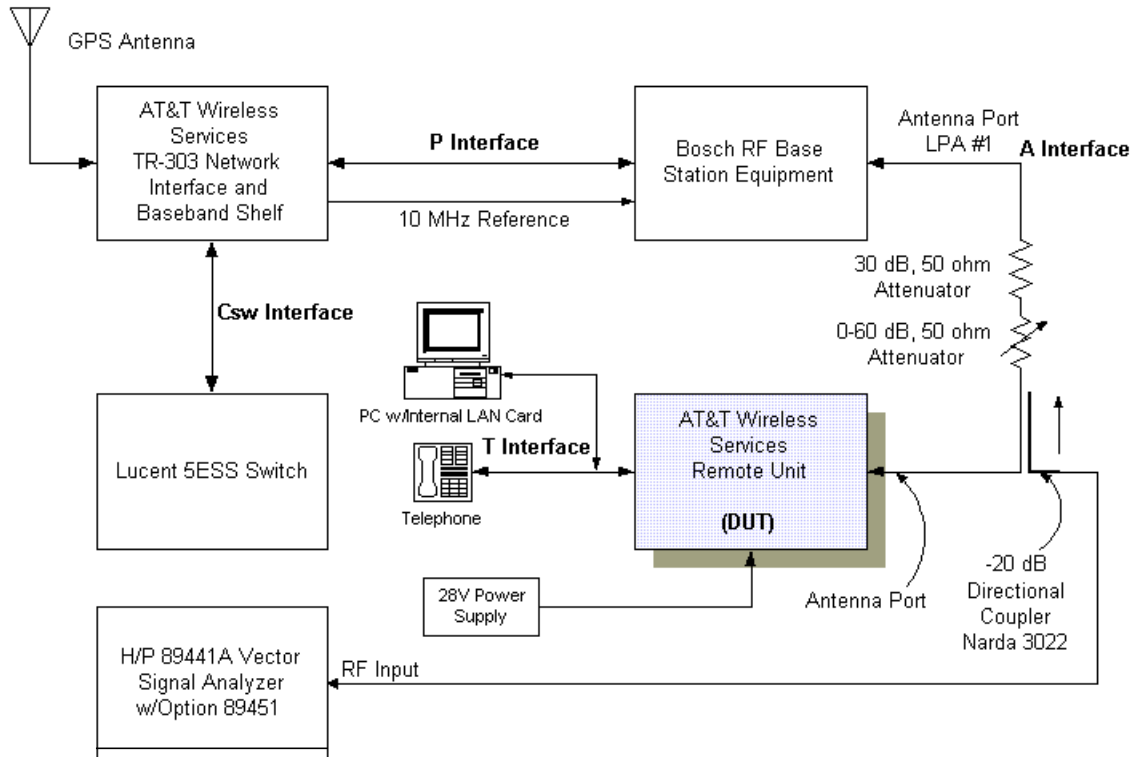 GPS Antenna
AT&T Wireless
Services
TR-303 Network
Interface and
Baseband Shelf
P Interface
10 MHz Reference
Bosch RF Base
Station Equipment
Antenna Port
LPA #1
A Interface
30 dB, 50 ohm
Attenuator
0-60 dB, 50 ohm
Attenuator
Csw Interface
Lucent 5ESS Switch
PC w/Internal LAN Card
T Interface
Telephone
AT&T Wireless
Services
Remote Unit
(DUT)
28V Power
Supply
Antenna Port
-20 dB
Directional
Coupler
Narda 3022
H/P 89441A Vector
Signal Analyzer
w/Option 89451
RF Input